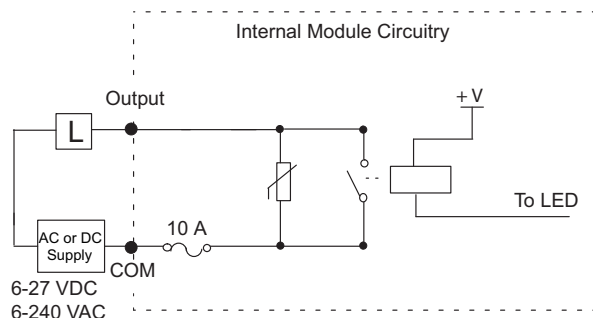 Internal Module Circuitry
Output
+V
L
To LED
10 A
AC or DC
Supply
COM
6-27 VDC
6-240 VAC